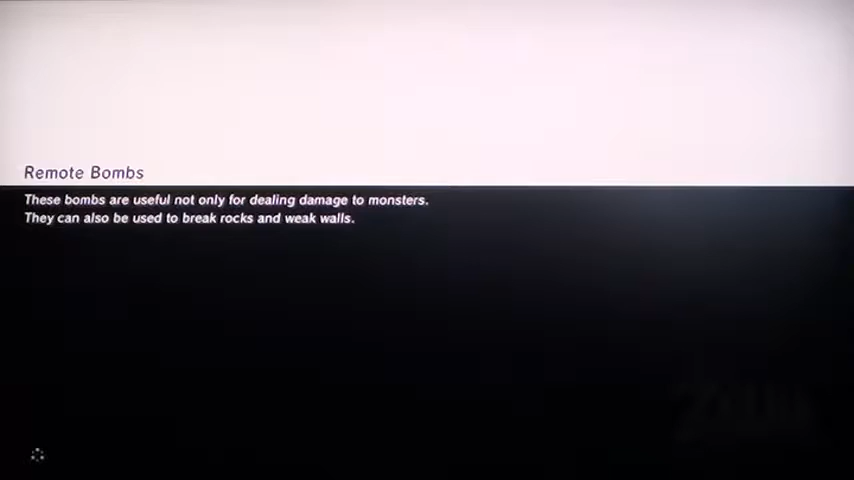 Remote Bombs
These bombs are useful not only for dealing damage to monsters.
They can also be used to break rocks and weak walls.